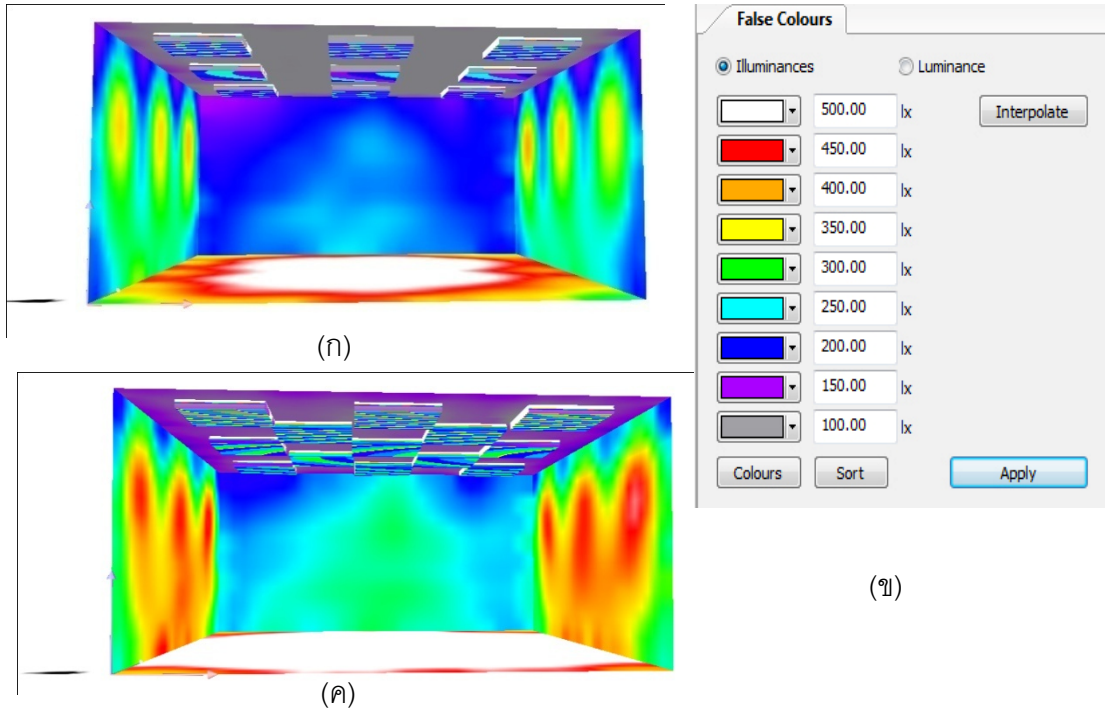 False Colours
Illuminances
Luminance
500.00 lx
Interpolate
450.00 lx
400.00 lx
350.00 lx
300.00 lx
250.00 lx
200.00 lx
150.00 lx
100.00 lx
Colours
Sort
Apply
(ก)
(ข)
(ค)